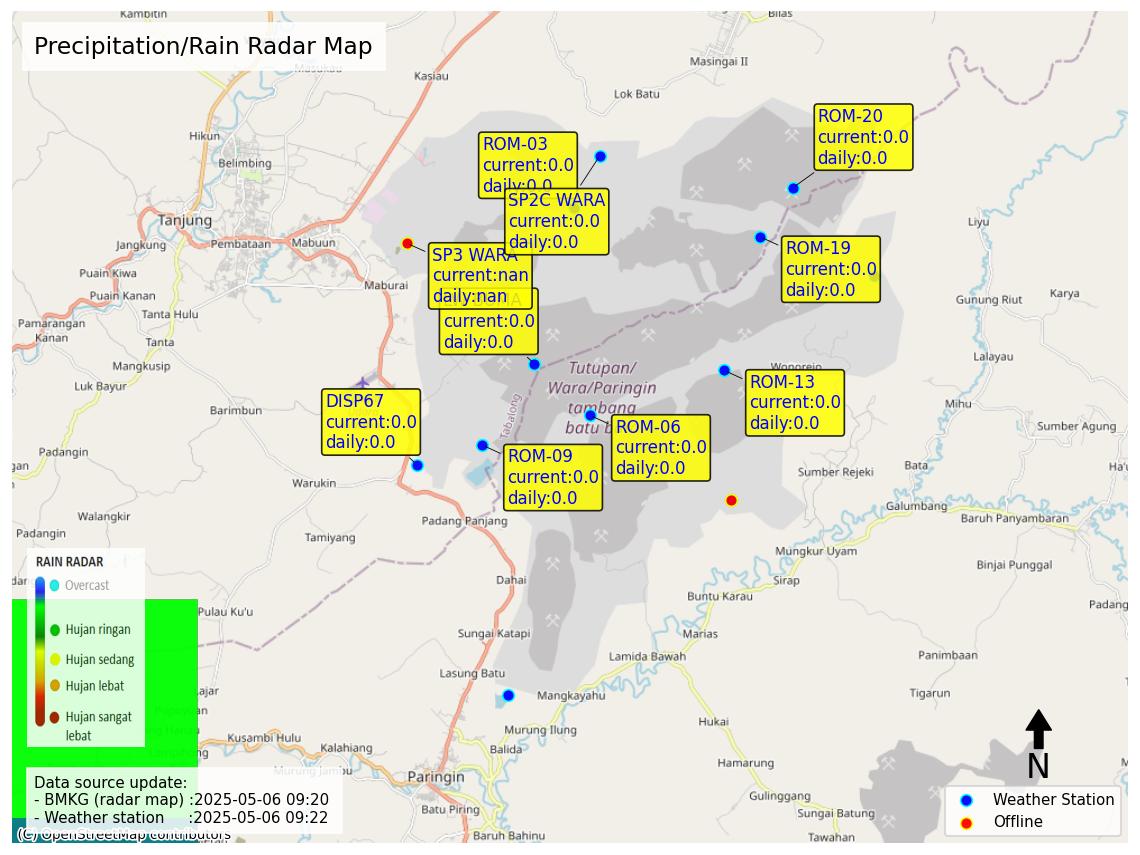 Precipitation/Rain Radar Map
Kambitin
Bilas
Masingai II
Masukau
Kasiau
Lok Batu
Hikun
Belimbing
ROM-03
current:0.0
daily:0.0
ROM-20
current:0.0
daily:0.0
SP2C WARA
current:0.0
daily:0.0
Tanjung
Jangkung
Pembataan
Mabuun
Liyu
SP3 WARA
current:nan
daily:nan
ROM-19
current:0.0
daily:0.0
Puain Kiwa
Puain Kanan
Maburai
Tanta Hulu
current:0.0
daily:0.0
Gunung Riut
Karya
Pamarangan
Kanan
Tanta
Mangkusip
Luk Bayur
Lalayau
Wonorejo
Tutupan/
Wara/Paringin
tambang
batu
Tabalong
ROM-13
current:0.0
daily:0.0
DISP67
current:0.0
daily:0.0
Barimbun
Mihu
ROM-06
current:0.0
daily:0.0
Sumber Agung
ROM-09
current:0.0
daily:0.0
Padangin
Warukin
Bata
Sumber Rejeki
Galumbang
Baruh Panyambaran
Walangkir
Padang Panjang
Padangin
Tamiyang
Mungkur Uyam
Binjai Punggal
RAIN RADAR
Overcast
Hujan ringan
Hujan sedang
Hujan lebat
Hujan sangat
lebat
Dahai
Sirap
Buntu Karau
Pulau Ku'u
Padang
Sungai Katapi
Marias
Lamida Bawah
Panimbaan
Lasung Batu
Mangkayahu
Tigarun
Murung Ilung
Hukai
Kusambi Hulu
Kalahiang
Balida
Hamarung
Murung Jambu
Paringin
Batu Piring
Gulinggang
Sungai Batung
Baruh Bahinu
Tawahan
N
Data source update:
- BMKG (radar map) :2025-05-06 09:20
- Weather station :2025-05-06 09:22
Weather Station
Offline
(C) OpenStreetMap contributors